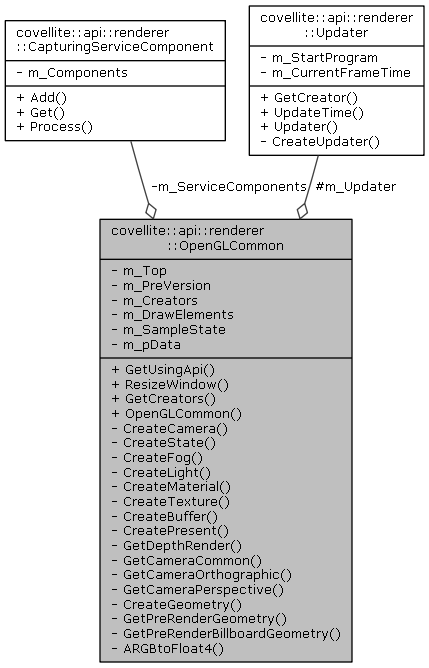 covellite::api::renderer
::CapturingServiceComponent
- m_Components
+ Add()
+ Get()
+ Process()
covellite::api::renderer
::Updater
- m_StartProgram
- m_CurrentFrameTime
+ GetCreator()
+ UpdateTime()
+ Updater()
- CreateUpdater()
-m_ServiceComponents
#m_Updater
covellite::api::renderer
::OpenGLCommon
- m_Top
- m_PreVersion
- m_Creators
- m_DrawElements
- m_SampleState
- m_pData
+ GetUsingApi()
+ ResizeWindow()
+ GetCreators()
+ OpenGLCommon()
- CreateCamera()
- CreateState()
- CreateFog()
- CreateLight()
- CreateMaterial()
- CreateTexture()
- CreateBuffer()
- CreatePresent()
- GetDepthRender()
- GetCameraCommon()
- GetCameraOrthographic()
- GetCameraPerspective()
- CreateGeometry()
- GetPreRenderGeometry()
- GetPreRenderBillboardGeometry()
- ARGBtoFloat4()